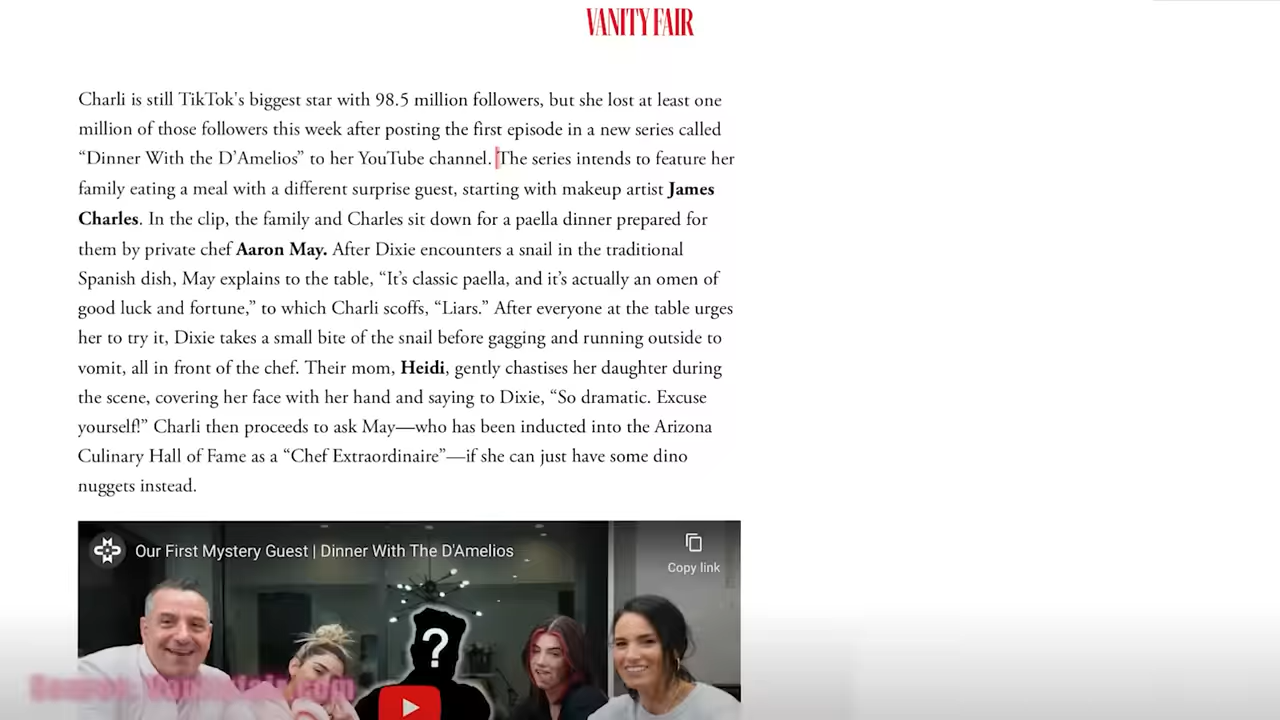 VANITY FAIR
Charli is still TikTok's biggest star with 98.5 million followers, but she lost at least one
million of those followers this week after posting the first episode in a new series called
“Dinner With the D’Amelios” to her YouTube channel. The series intends to feature her
family eating a meal with a different surprise guest, starting with makeup artist James
Charles. In the clip, the family and Charles sit down for a paella dinner prepared for
them by private chef Aaron May. After Dixie encounters a snail in the traditional
Spanish dish, May explains to the table, “It’s classic paella, and it’s actually an omen of
good luck and fortune,” to which Charli scoffs, “Liars.” After everyone at the table urges
her to try it, Dixie takes a small bite of the snail before gagging and running outside to
vomit, all in front of the chef. Their mom, Heidi, gently chastises her daughter during
the scene, covering her face with her hand and saying to Dixie, “So dramatic. Excuse
yourself!” Charli then proceeds to ask May—who has been inducted into the Arizona
Culinary Hall of Fame as a “Chef Extraordinaire”—if she can just have some dino
nuggets instead.
Our First Mystery Guest | Dinner With The D'Amelios
Copy link
?